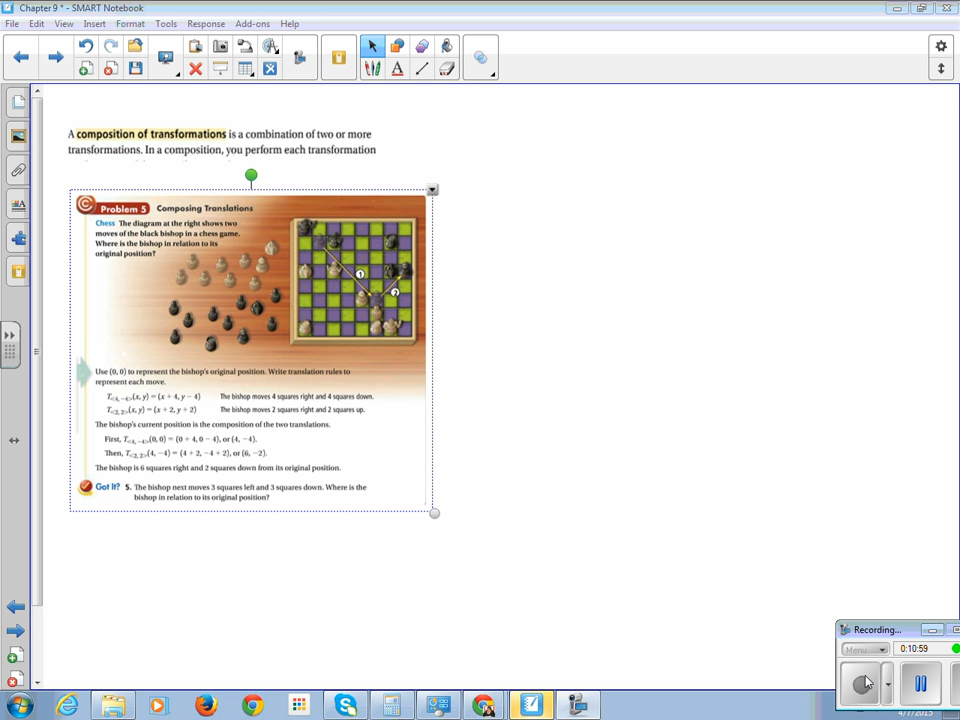 Chapter 9 * - SMART Notebook
File Edit View Insert Format Tools Response Add-ons Help
A composition of transformations is a combination of two or more
transformations. In a composition, you perform each transformation
Problem 5 Composing Translations
Chess The diagram at the right shows two
moves of the black bishop in a chess game.
Where is the bishop in relation to its
original position?
1
2
Use (0, 0) to represent the bishop's original position. Write translation rules to
represent each move.
T<4, −4>(x, y) = (x + 4, y − 4) The bishop moves 4 squares right and 4 squares down.
T<2, 2>(x, y) = (x + 2, y + 2) The bishop moves 2 squares right and 2 squares up.
The bishop's current position is the composition of the two translations.
First, T<4, −4>(0, 0) = (0 + 4, 0 − 4), or (4, −4).
Then, T<2, 2>(4, −4) = (4 + 2, −4 + 2), or (6, −2).
The bishop is 6 squares right and 2 squares down from its original position.
Got It? 5. The bishop next moves 3 squares left and 3 squares down. Where is the
bishop in relation to its original position?
Recording...
Menu
0:10:59
4/7/2015